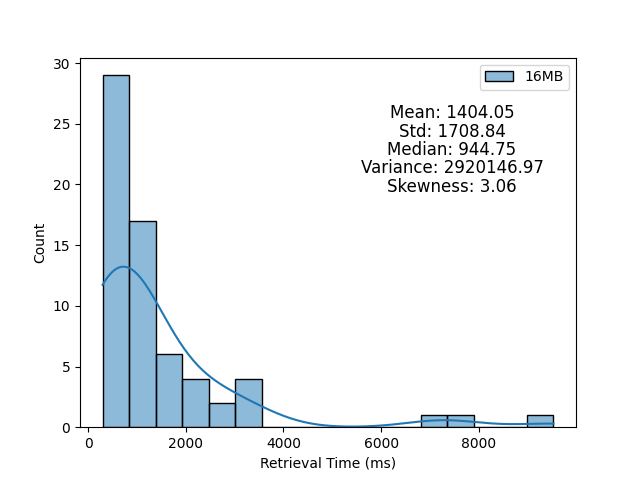 16MB
Mean: 1404.05
Std: 1708.84
Median: 944.75
Variance: 2920146.97
Skewness: 3.06
Count
30
25
20
15
10
5
0
0 2000 4000 6000 8000
Retrieval Time (ms)